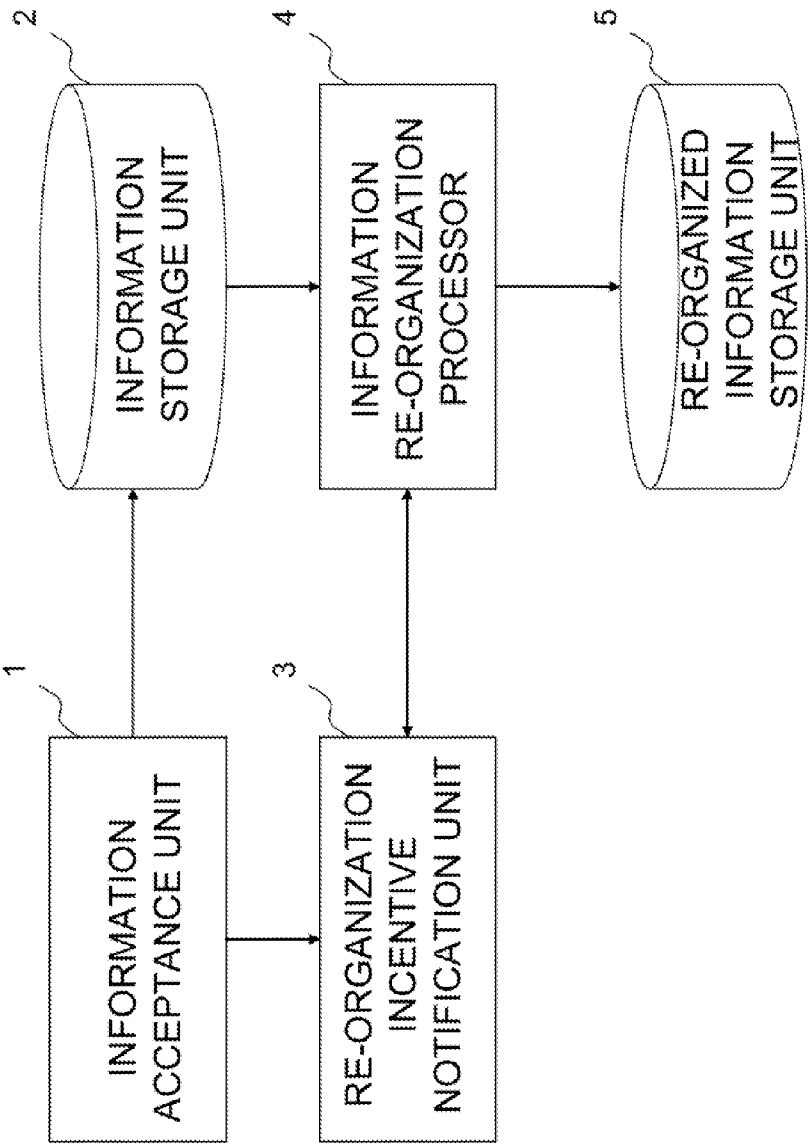 1
INFORMATION
ACCEPTANCE UNIT
2
INFORMATION
STORAGE UNIT
3
RE-ORGANIZATION
INCENTIVE
NOTIFICATION UNIT
4
INFORMATION
RE-ORGANIZATION
PROCESSOR
5
RE-ORGANIZED
INFORMATION
STORAGE UNIT